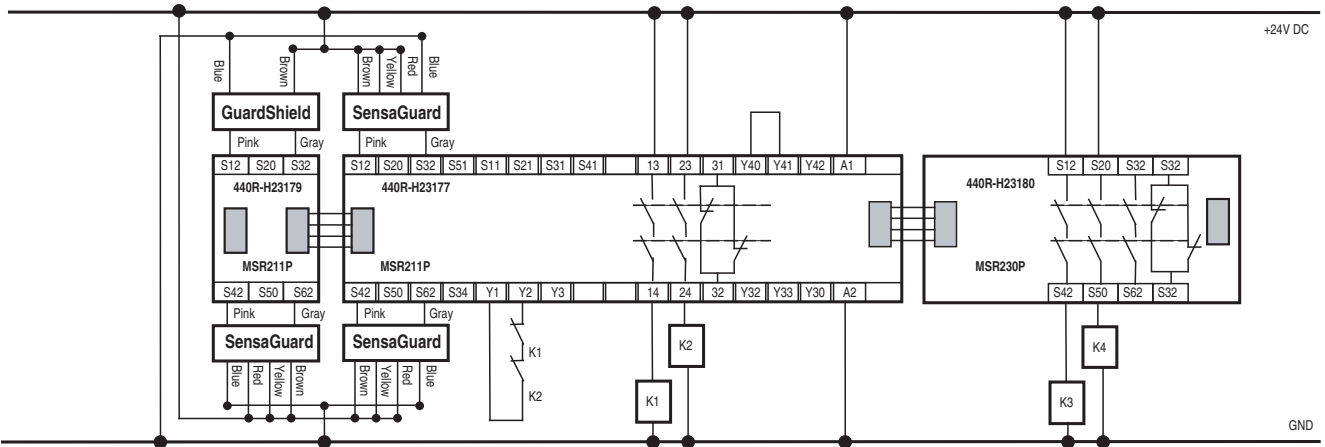 +24V DC
Blue
Brown
Brown
Yellow
Red
Blue
GuardShield
SensaGuard
Pink Gray
Pink Gray
S12 S20 S32
S12 S20 S32 S51 S11 S21 S31 S41 13 23 31 Y40 Y41 Y42 A1
S12 S20 S32 S32
440R-H23179
440R-H23177
440R-H23180
MSR211P
MSR211P
MSR230P
S42 S50 S62
S42 S50 S62 S34 Y1 Y2 Y3 14 24 32 Y32 Y33 Y30 A2
S42 S50 S62 S32
Pink Gray
Pink Gray
SensaGuard
SensaGuard
Blue
Red
Yellow
Brown
Brown
Yellow
Red
Blue
K1
K2
K1
K2
K3
K4
GND